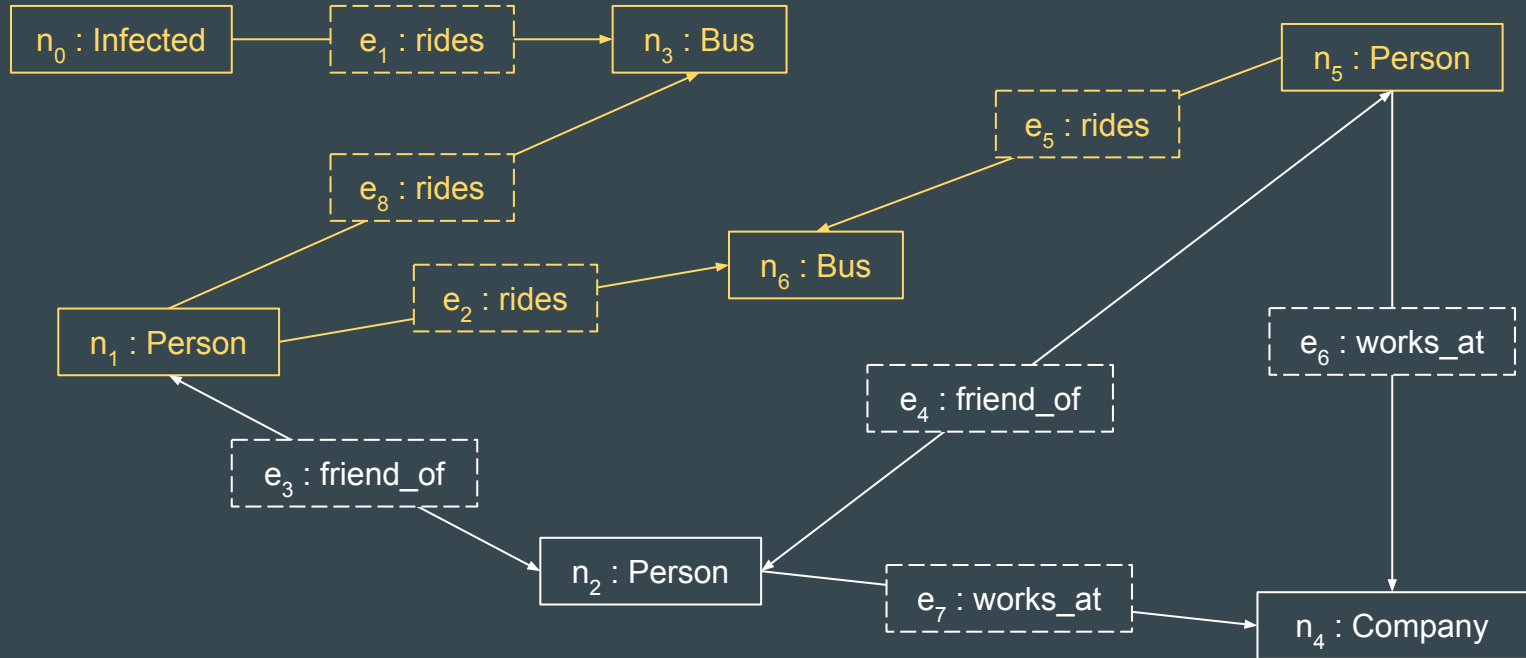 n₀ : Infected
e₁ : rides
n₃ : Bus
n₅ : Person
e₅ : rides
e₈ : rides
n₆ : Bus
e₂ : rides
n₁ : Person
e₆ : works_at
e₄ : friend_of
e₃ : friend_of
n₂ : Person
e₇ : works_at
n₄ : Company